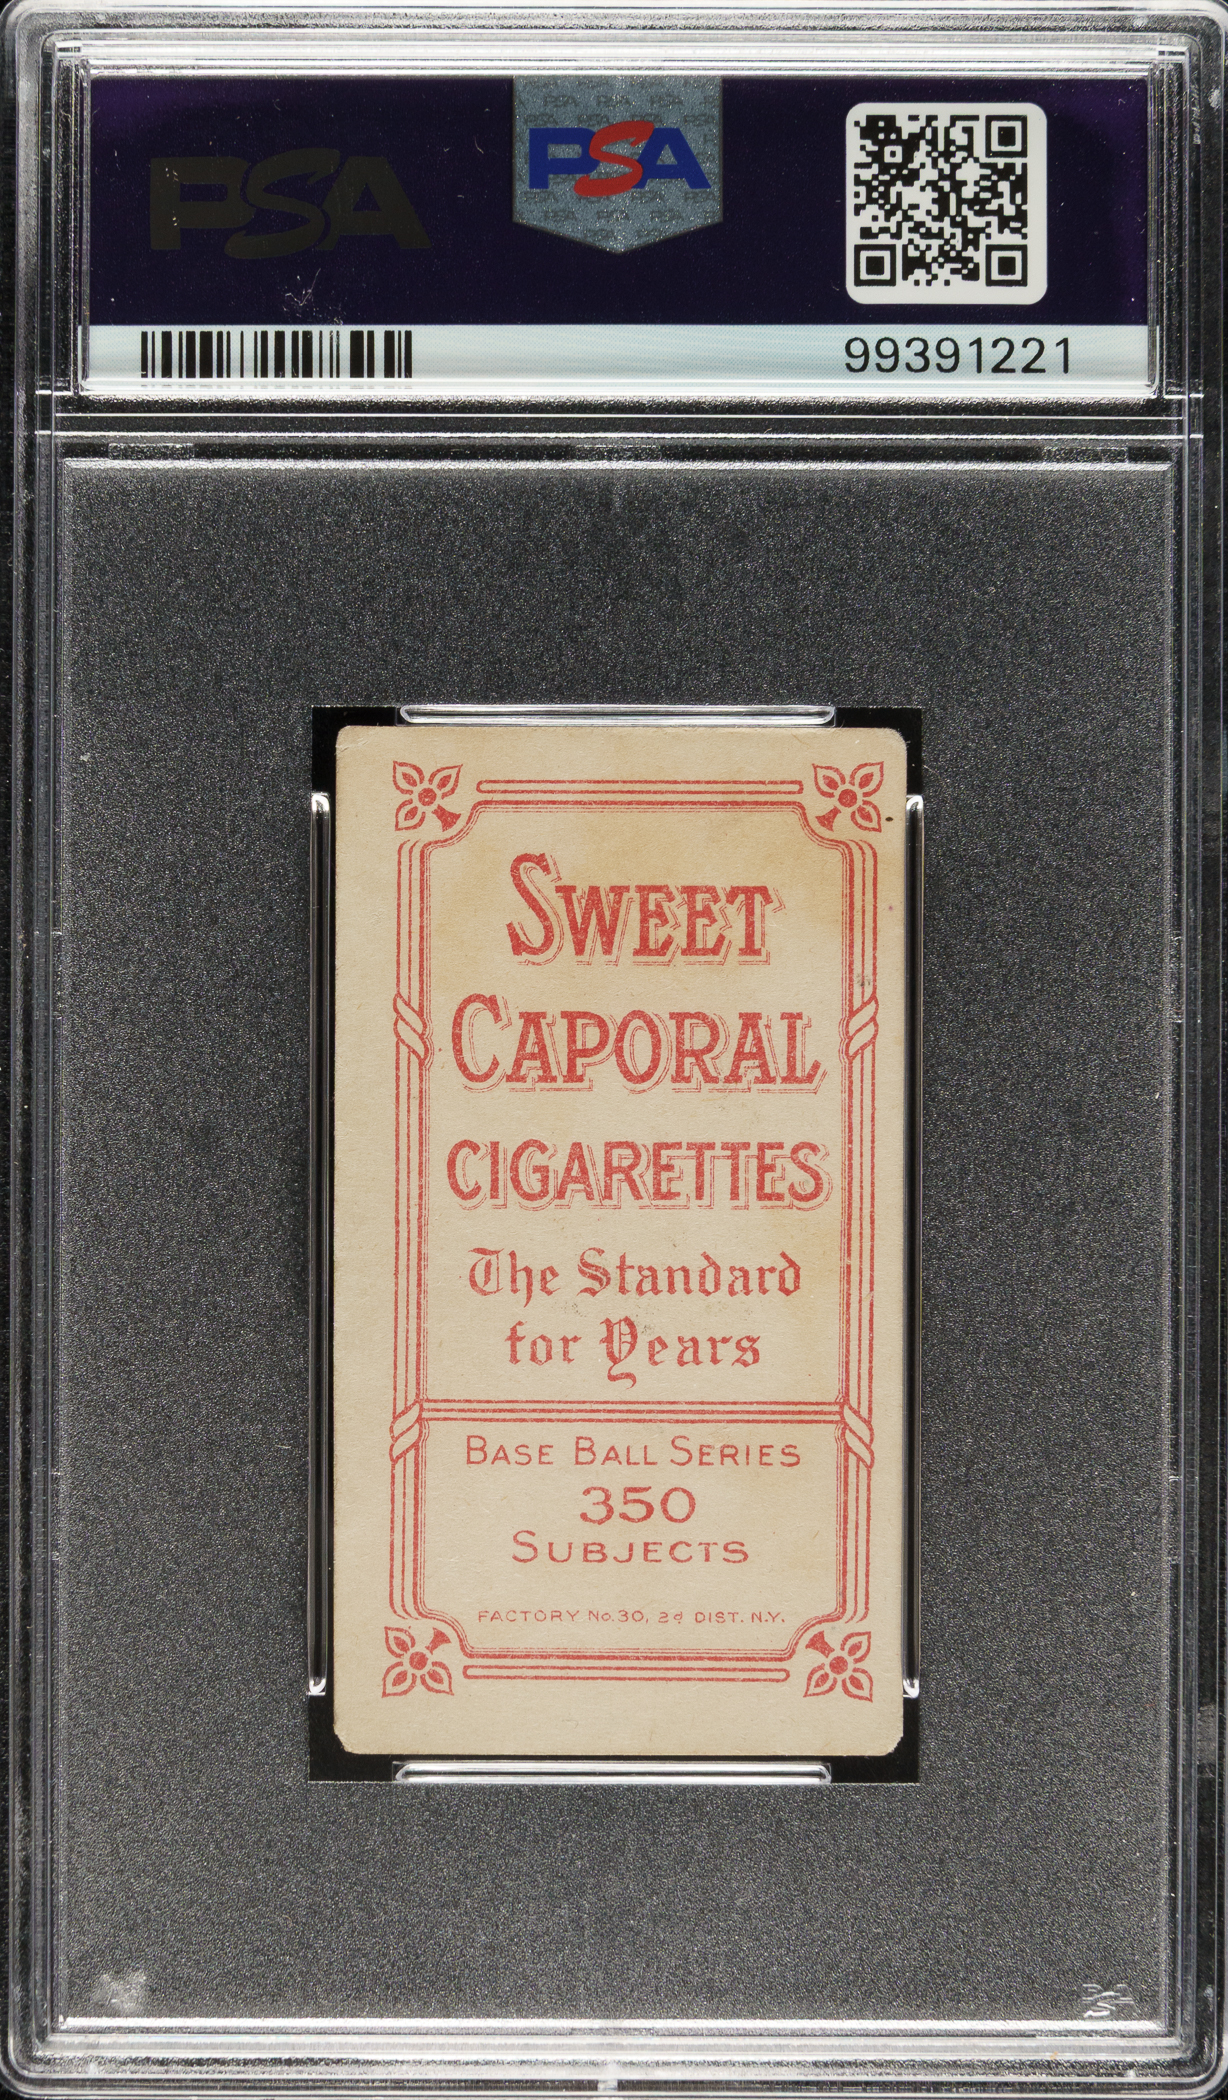 PSA
PSA
99391221
SWEET
CAPORAL
CIGARETTES
The Standard
for Years
BASE BALL SERIES
350
SUBJECTS
FACTORY No. 30, 2d DIST. N.Y.